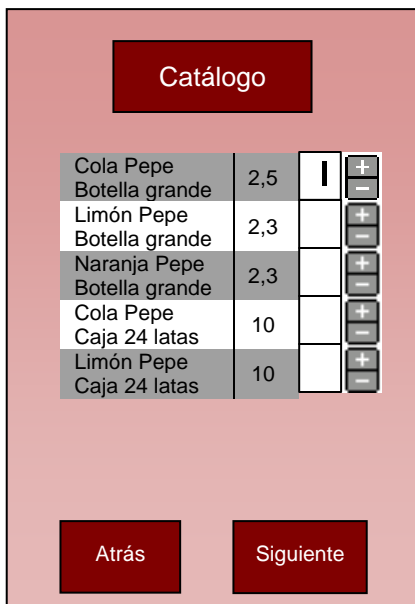 Catálogo
Cola Pepe
Botella grande
2,5
+
−
Limón Pepe
Botella grande
2,3
+
−
Naranja Pepe
Botella grande
2,3
+
−
Cola Pepe
Caja 24 latas
10
+
−
Limón Pepe
Caja 24 latas
10
+
−
Atrás
Siguiente